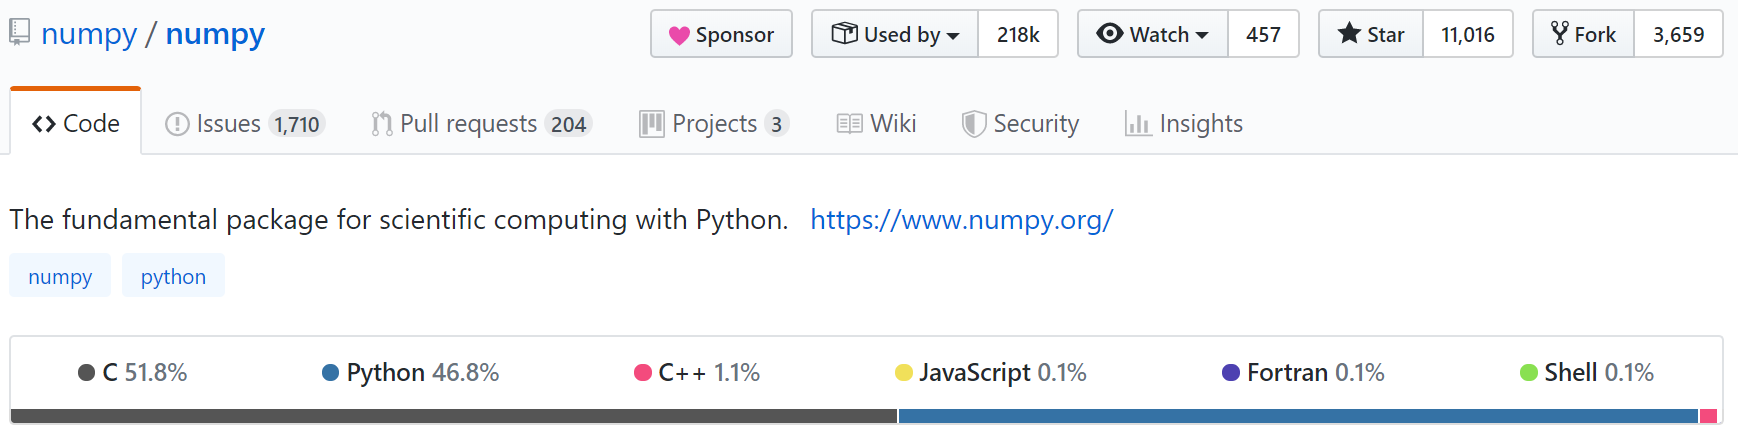 numpy / numpy Sponsor Used by 218k Watch 457 Star 11,016 Fork 3,659
Code Issues 1,710 Pull requests 204 Projects 3 Wiki Security Insights
The fundamental package for scientific computing with Python. https://www.numpy.org/
numpy python
C 51.8% Python 46.8% C++ 1.1% JavaScript 0.1% Fortran 0.1% Shell 0.1%